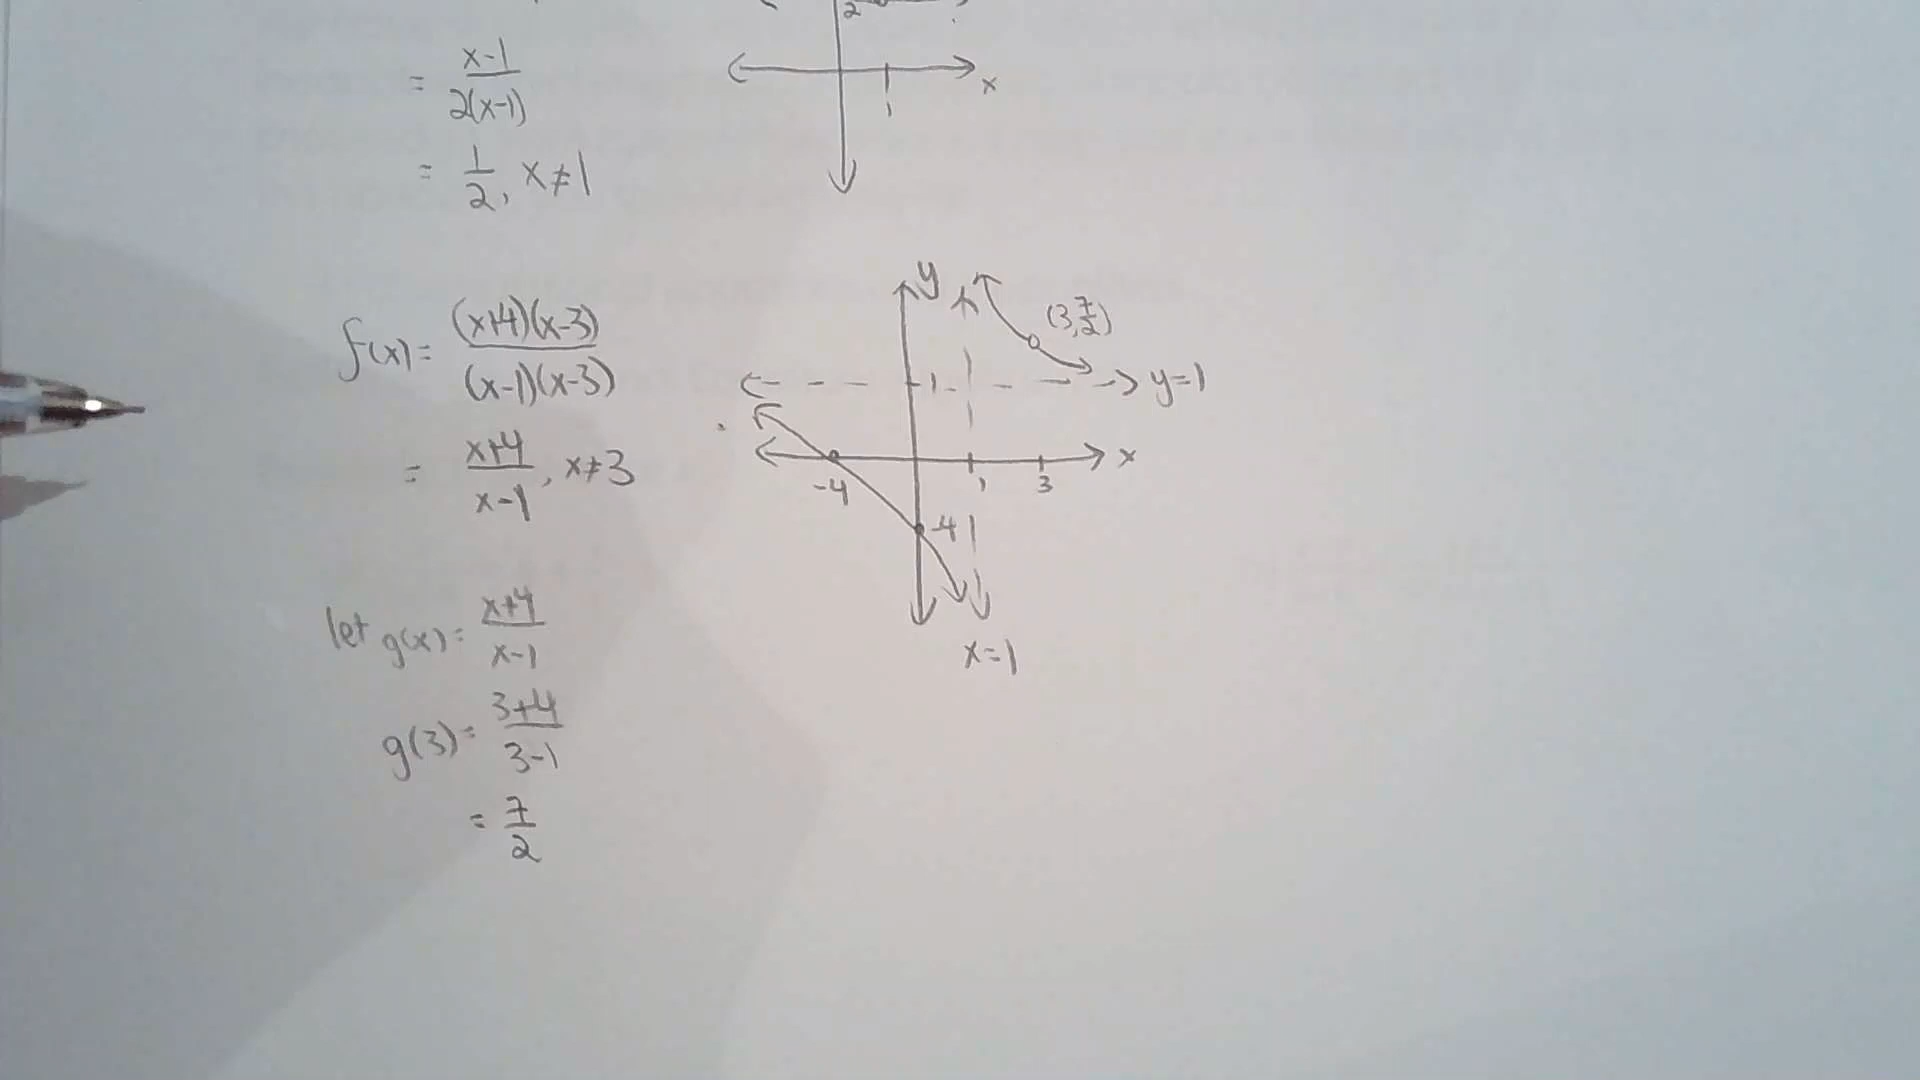 = x-1 / 2(x-1)
= 1/2, x≠1
2
x
1
f(x) = (x+4)(x-3) / (x-1)(x-3)
= x+4 / x-1, x≠3
let g(x) = x+4 / x-1
g(3) = 3+4 / 3-1
= 7/2
y
(3, 7/2)
1
y=1
x
-4
1
3
-4
x=1